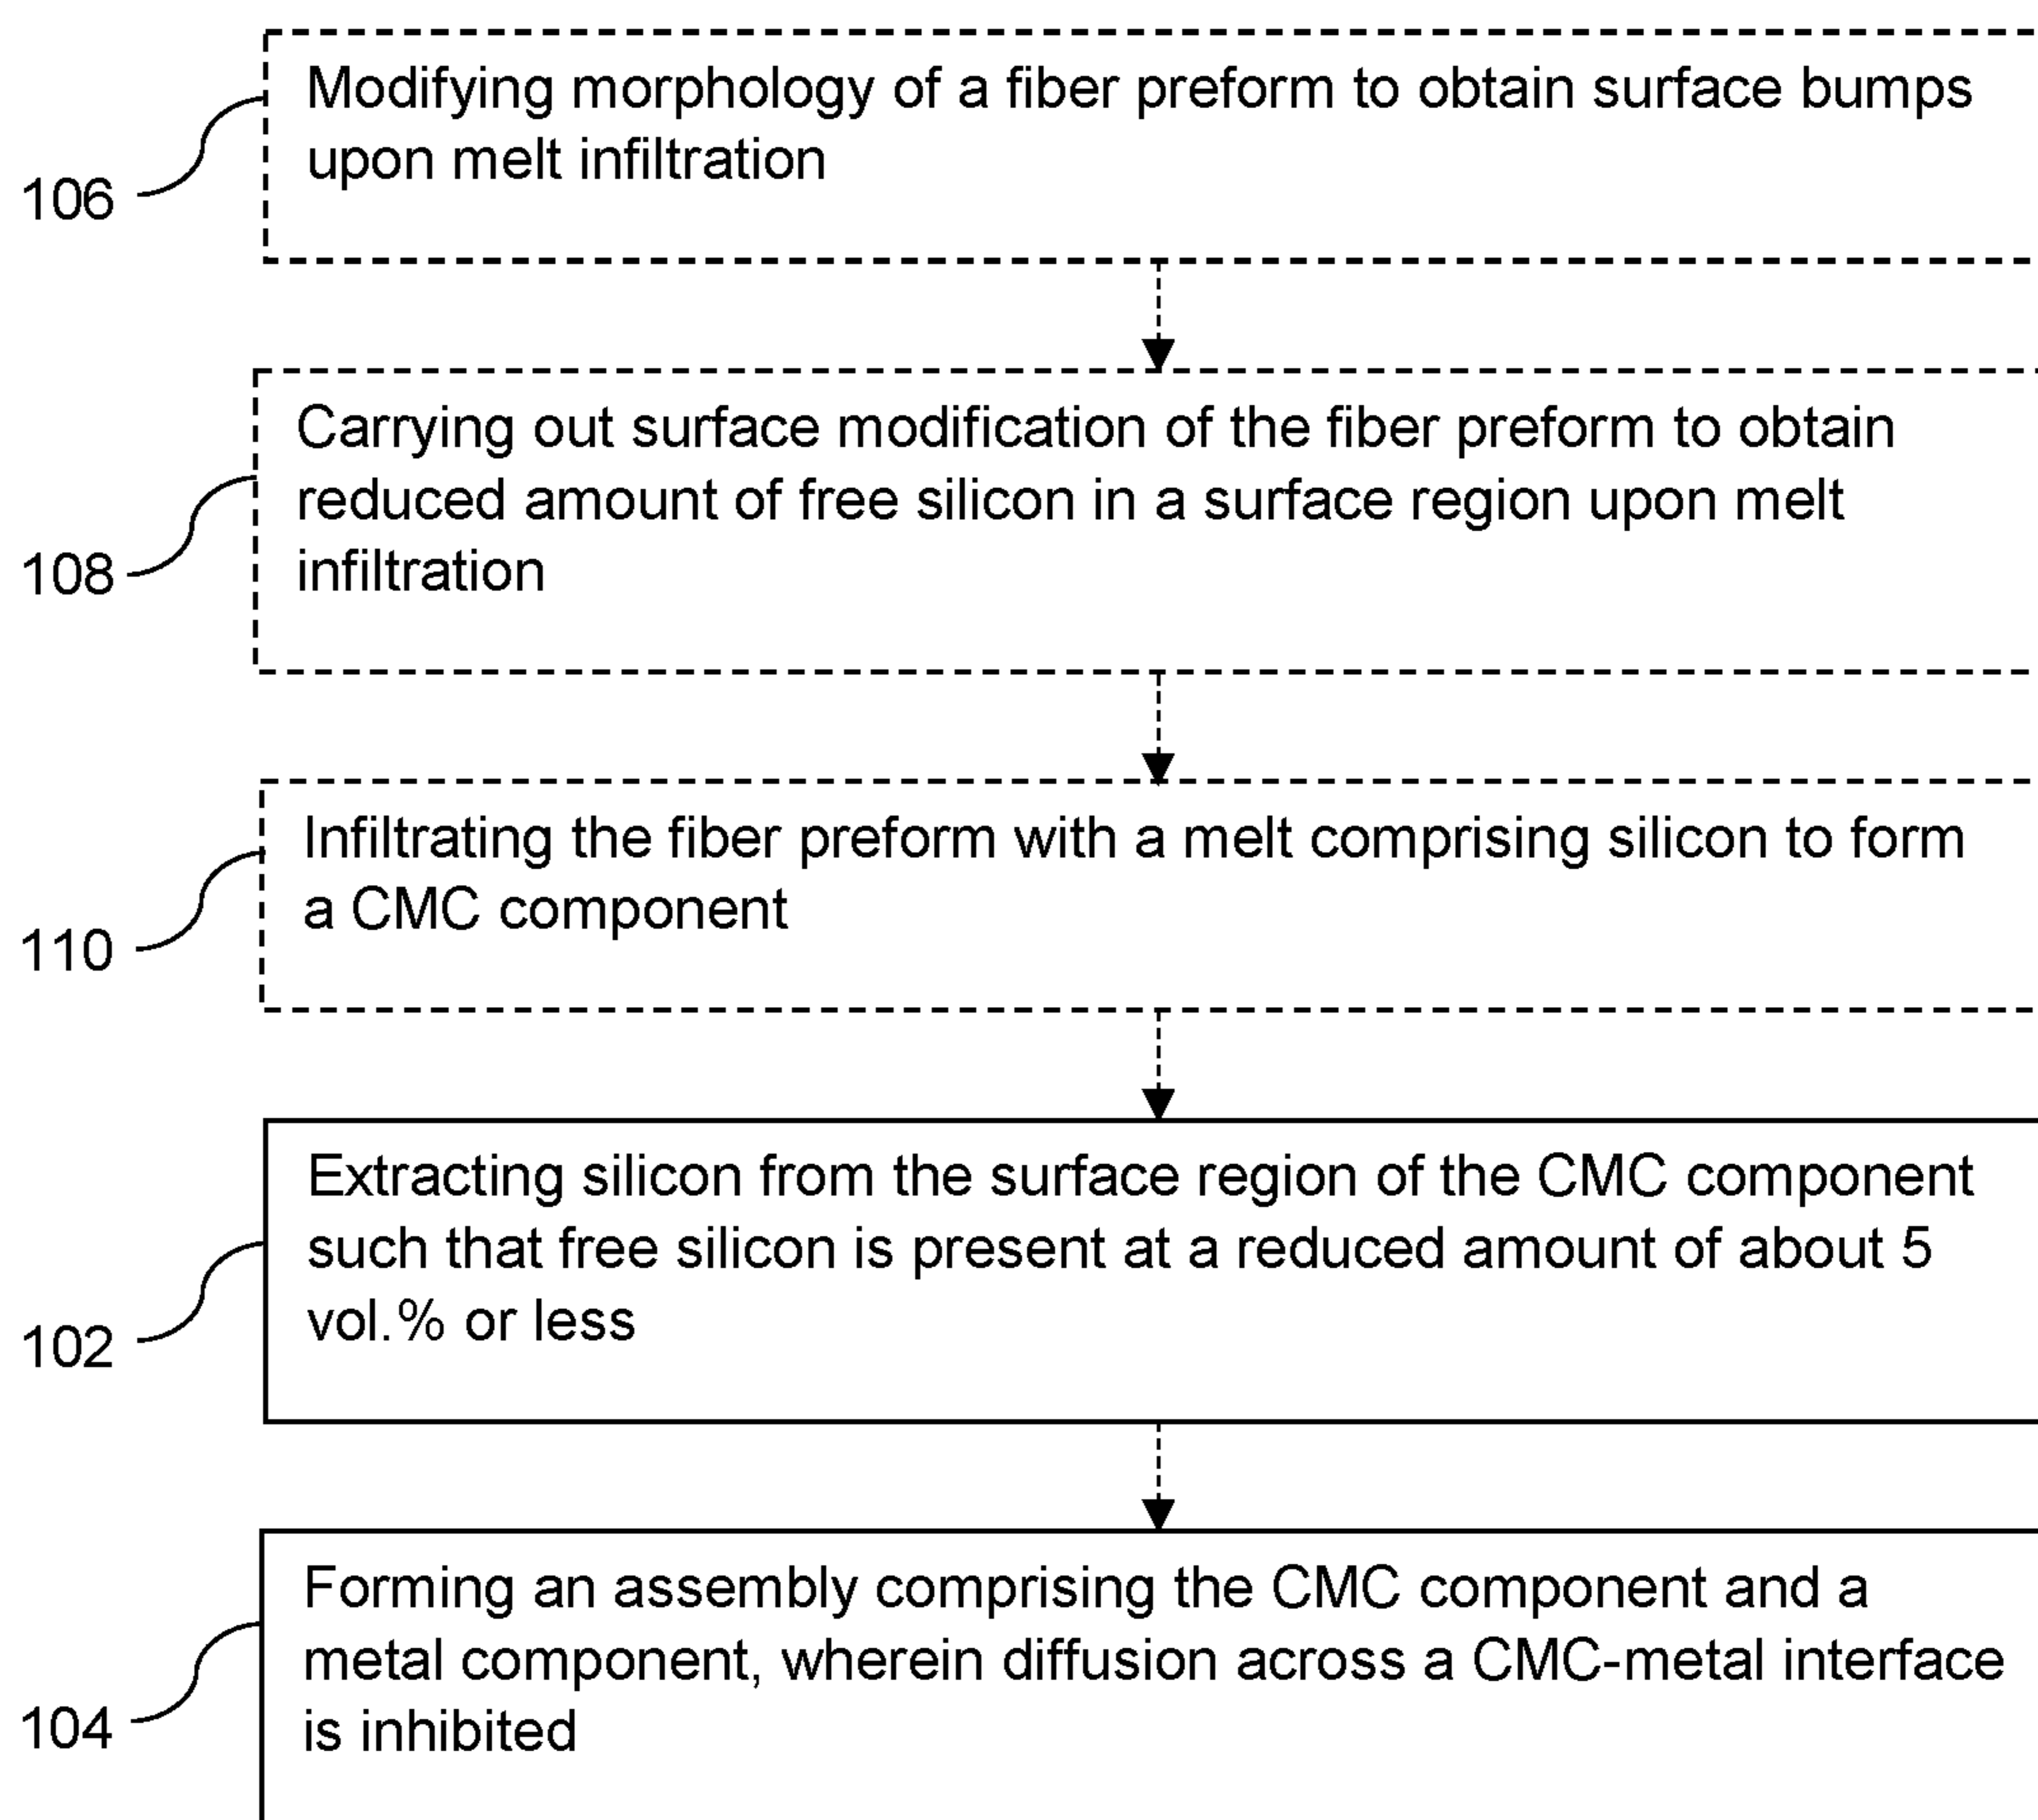 Modifying morphology of a fiber preform to obtain surface bumps
upon melt infiltration
106
Carrying out surface modification of the fiber preform to obtain
reduced amount of free silicon in a surface region upon melt
infiltration
108
Infiltrating the fiber preform with a melt comprising silicon to form
a CMC component
110
Extracting silicon from the surface region of the CMC component
such that free silicon is present at a reduced amount of about 5
vol.% or less
102
Forming an assembly comprising the CMC component and a
metal component, wherein diffusion across a CMC-metal interface
is inhibited
104